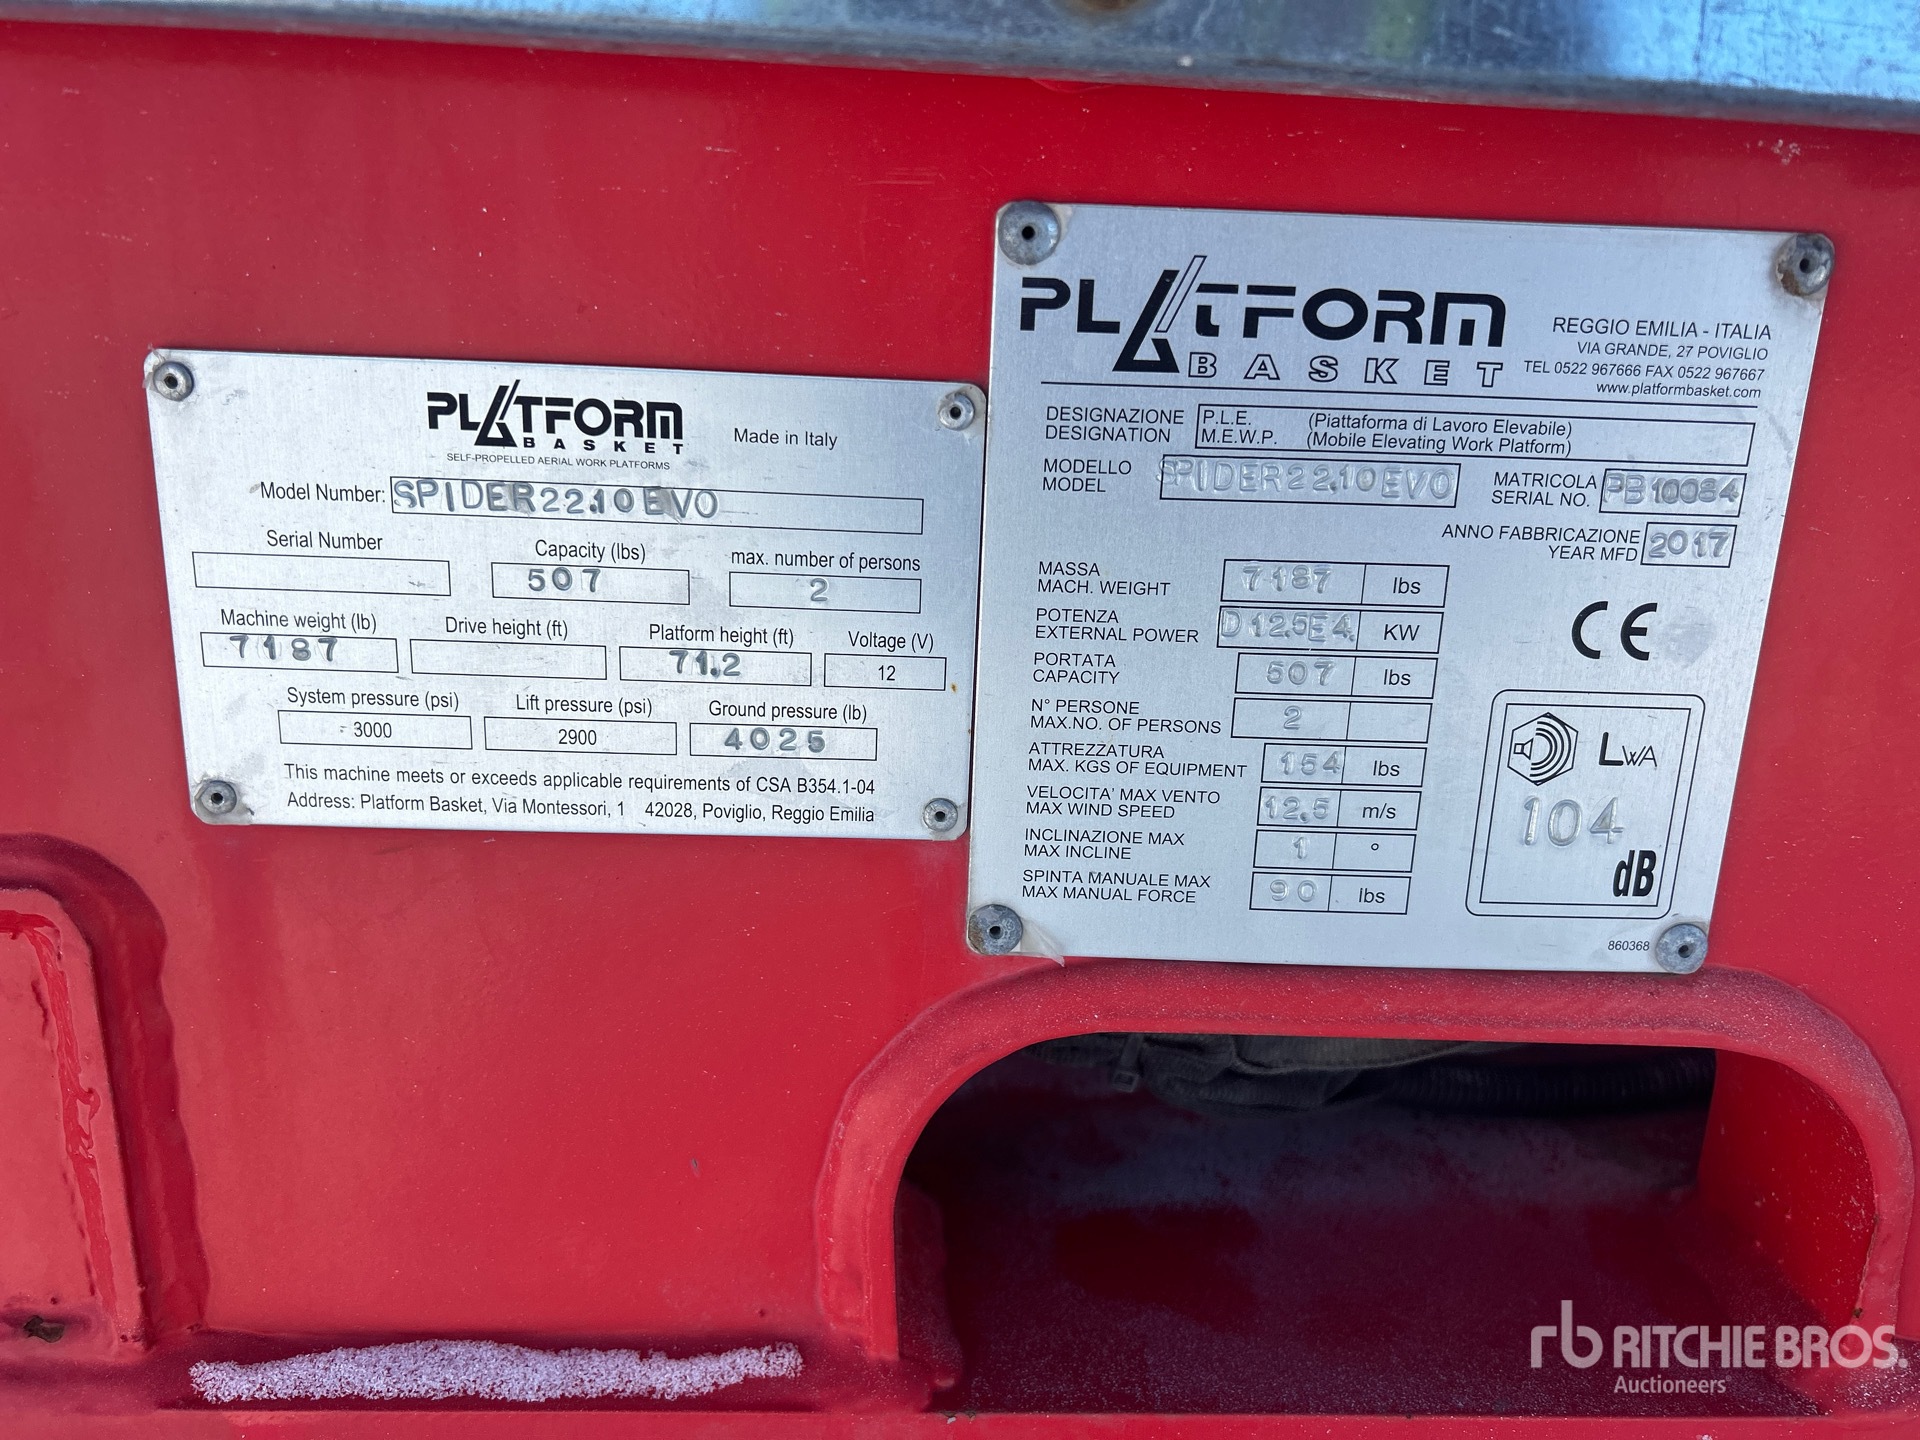 PLATFORM
BASKET
SELF-PROPELLED AERIAL WORK PLATFORMS
Made in Italy
Model Number: SPIDER22.10EVO
Serial Number
Capacity (lbs)
507
max. number of persons
2
Machine weight (lb)
7187
Drive height (ft)
Platform height (ft)
71.2
Voltage (V)
12
System pressure (psi)
3000
Lift pressure (psi)
2900
Ground pressure (lb)
4025
This machine meets or exceeds applicable requirements of CSA B354.1-04
Address: Platform Basket, Via Montessori, 1 42028, Poviglio, Reggio Emilia
PLATFORM
BASKET
REGGIO EMILIA - ITALIA
VIA GRANDE, 27 POVIGLIO
TEL 0522 967666 FAX 0522 967667
www.platformbasket.com
DESIGNAZIONE P.L.E. (Piattaforma di Lavoro Elevabile)
DESIGNATION M.E.W.P. (Mobile Elevating Work Platform)
MODELLO
MODEL
SPIDER22.10EVO
MATRICOLA
SERIAL NO.
PB10084
ANNO FABBRICAZIONE
YEAR MFD
2017
MASSA
MACH. WEIGHT
7187 lbs
POTENZA
EXTERNAL POWER
D12.5E4. KW
PORTATA
CAPACITY
507 lbs
N° PERSONE
MAX.NO. OF PERSONS
2
ATTREZZATURA
MAX. KGS OF EQUIPMENT
154 lbs
VELOCITA' MAX VENTO
MAX WIND SPEED
12.5 m/s
INCLINAZIONE MAX
MAX INCLINE
1 °
SPINTA MANUALE MAX
MAX MANUAL FORCE
90 lbs
CE
LWA
104
dB
860368
rb RITCHIE BROS.
Auctioneers